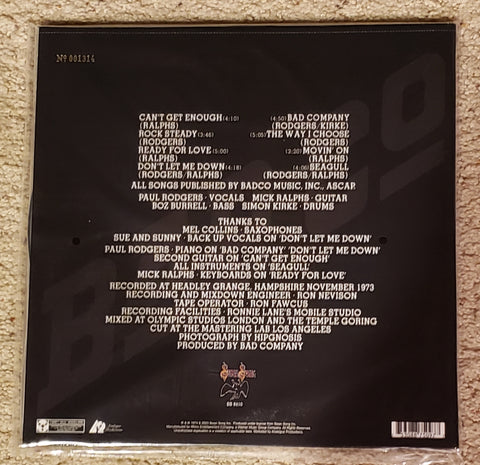 Nº 001314
CAN'T GET ENOUGH (4:10)
(RALPHS)
ROCK STEADY (3:46)
(RODGERS)
READY FOR LOVE (5:00)
(RALPHS)
DON'T LET ME DOWN (4:18)
(RODGERS/RALPHS)
(4:50) BAD COMPANY
(RODGERS/KIRKE)
(5:05) THE WAY I CHOOSE
(RODGERS)
(3:20) MOVIN' ON
(RALPHS)
(4:06) SEAGULL
(RODGERS/RALPHS)
ALL SONGS PUBLISHED BY BADCO MUSIC, INC., ASCAP.
PAUL RODGERS · VOCALS MICK RALPHS · GUITAR
BOZ BURRELL · BASS SIMON KIRKE · DRUMS
THANKS TO
MEL COLLINS · SAXOPHONES
SUE AND SUNNY · BACK UP VOCALS ON 'DON'T LET ME DOWN'
PAUL RODGERS · PIANO ON 'BAD COMPANY' 'DON'T LET ME DOWN'
SECOND GUITAR ON 'CAN'T GET ENOUGH'
ALL INSTRUMENTS ON 'SEAGULL'
MICK RALPHS · KEYBOARDS ON 'READY FOR LOVE'
RECORDED AT HEADLEY GRANGE, HAMPSHIRE NOVEMBER 1973
RECORDING AND MIXDOWN ENGINEER · RON NEVISON
TAPE OPERATOR · RON FAWCUS
RECORDING FACILITIES · RONNIE LANE'S MOBILE STUDIO
MIXED AT OLYMPIC STUDIOS LONDON AND THE TEMPLE GORING
CUT AT THE MASTERING LAB LOS ANGELES
PHOTOGRAPH BY HIPGNOSIS
PRODUCED BY BAD COMPANY
Swan Song